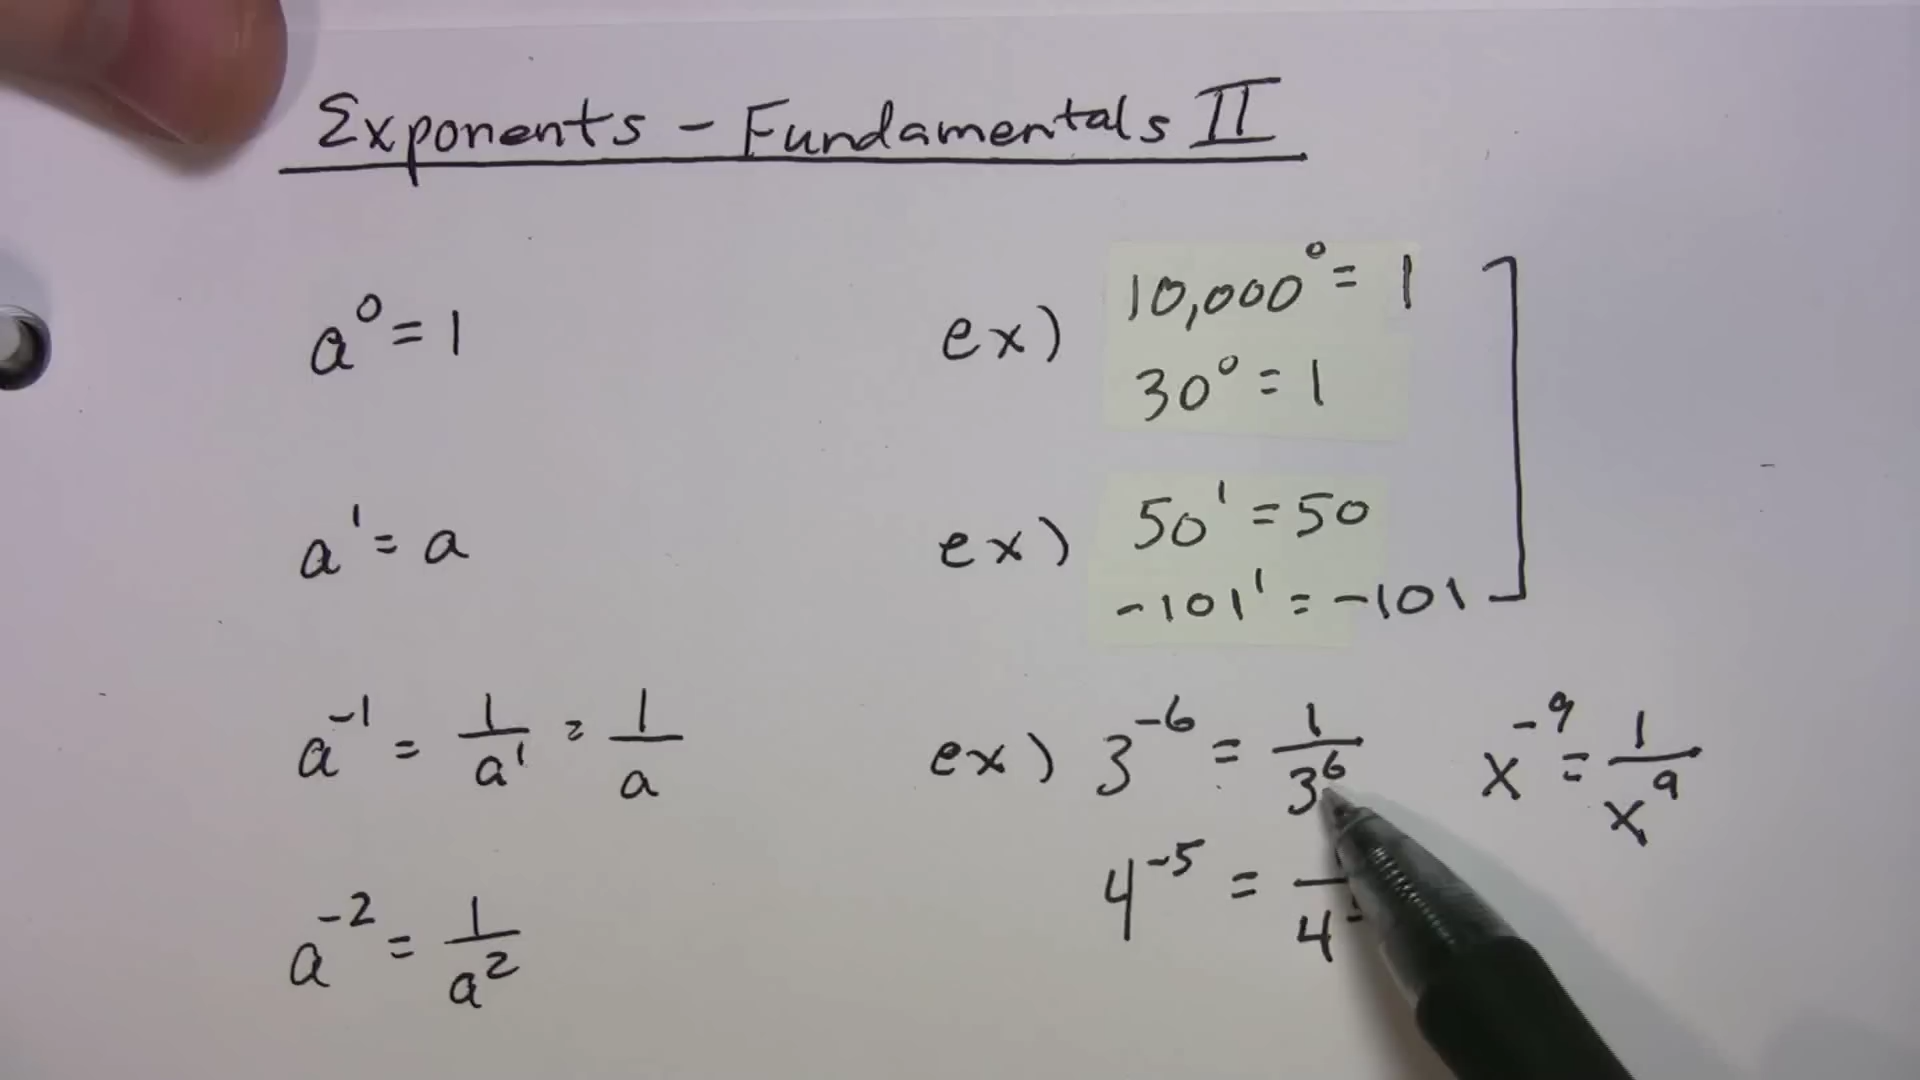 Exponents - Fundamentals II
a⁰ = 1
ex) 10,000⁰ = 1
30⁰ = 1
a¹ = a
ex) 50¹ = 50
-101¹ = -101
a⁻¹ = 1/a¹ = 1/a
ex) 3⁻⁶ = 1/3⁶
x⁻⁹ = 1/x⁹
4⁻⁵ = /4
a⁻² = 1/a²